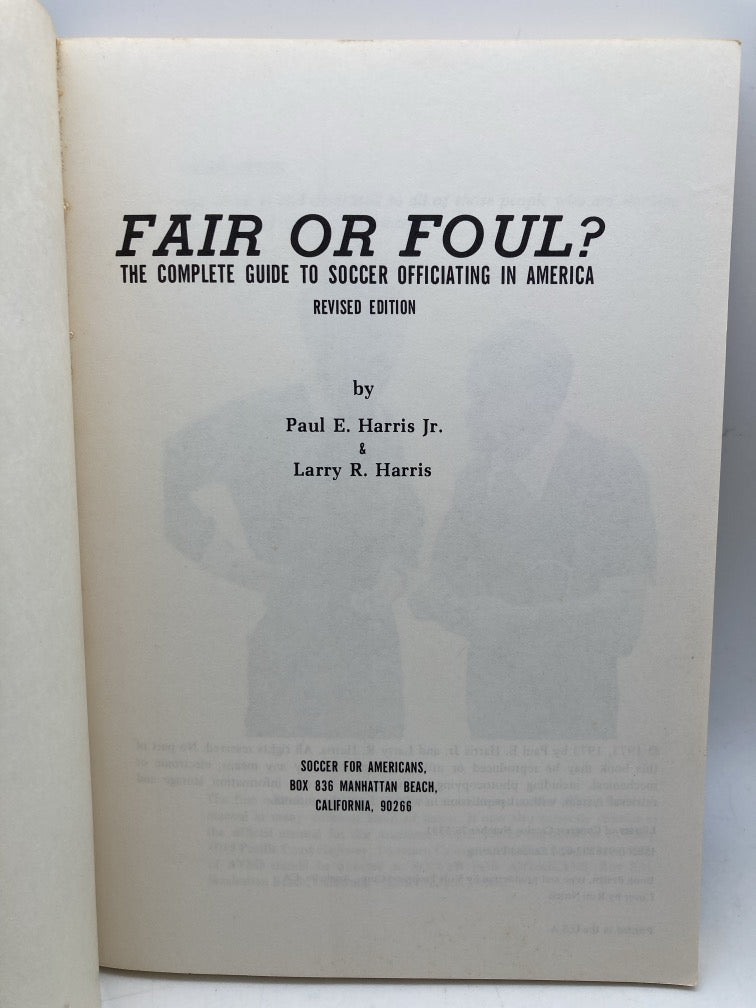 FAIR OR FOUL?
THE COMPLETE GUIDE TO SOCCER OFFICIATING IN AMERICA
REVISED EDITION
by
Paul E. Harris Jr.
&
Larry R. Harris
SOCCER FOR AMERICANS,
BOX 836 MANHATTAN BEACH,
CALIFORNIA, 90266